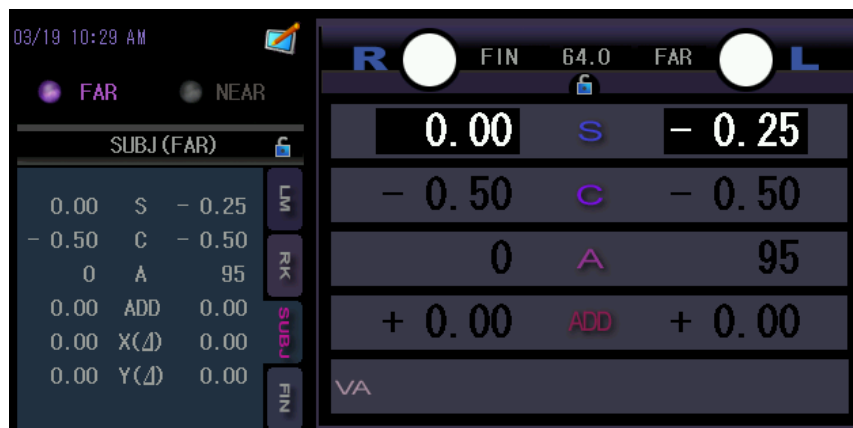 03/19 10:29 AM
FAR NEAR
SUBJ(FAR)
0.00 S - 0.25
- 0.50 C - 0.50
0 A 95
0.00 ADD 0.00
0.00 X(Δ) 0.00
0.00 Y(Δ) 0.00
LM
RK
SUBJ
FIN
R FIN 64.0 FAR L
0.00 S - 0.25
- 0.50 C - 0.50
0 A 95
+ 0.00 ADD + 0.00
VA